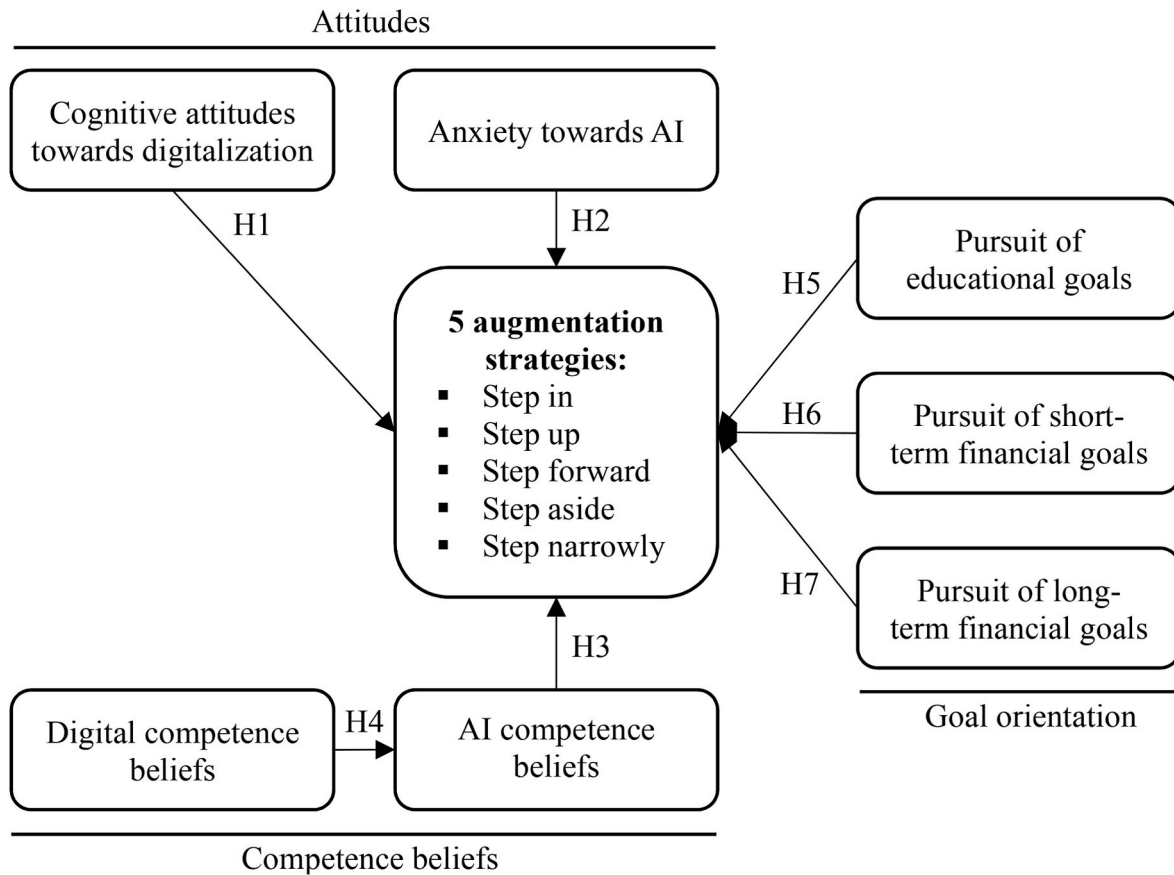 Attitudes
Cognitive attitudes
towards digitalization
Anxiety towards AI
H1
H2
Pursuit of
educational goals
H5
5 augmentation
strategies:
▪ Step in
▪ Step up
▪ Step forward
▪ Step aside
▪ Step narrowly
H6
Pursuit of short-
term financial goals
H7
Pursuit of long-
term financial goals
H3
Goal orientation
Digital competence
beliefs
H4
AI competence
beliefs
Competence beliefs